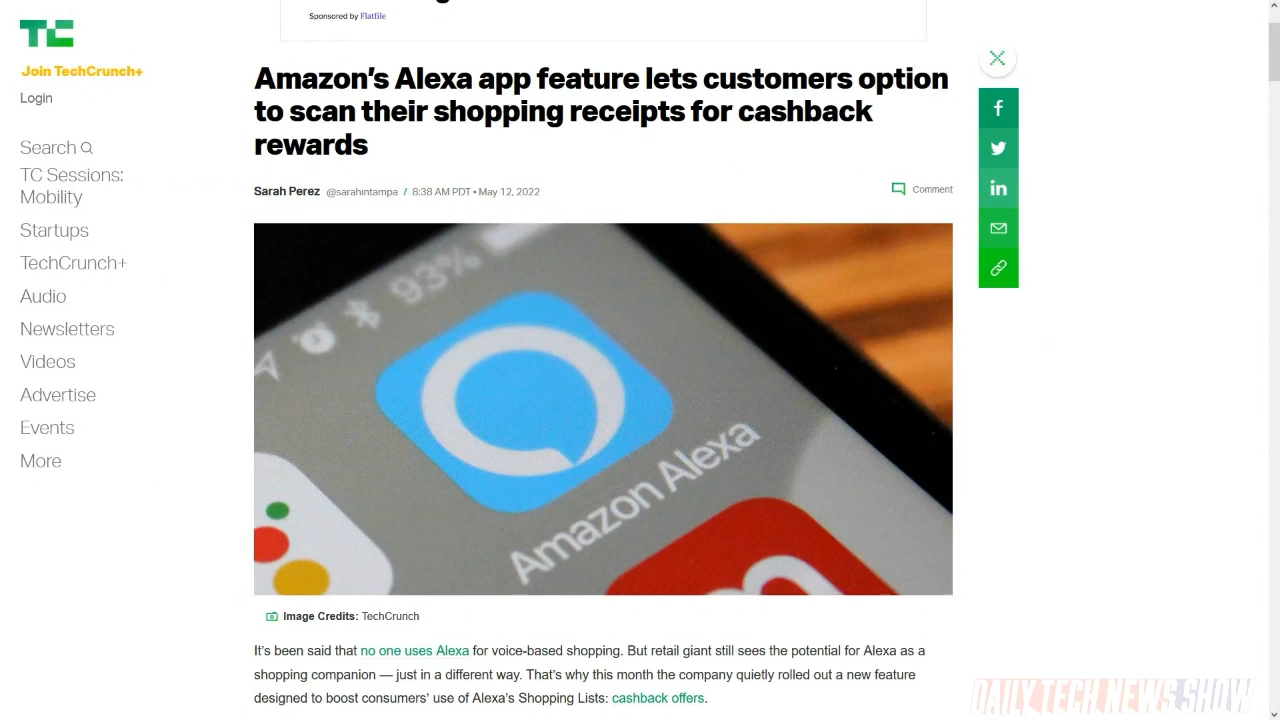 Sponsored by Flatfile
TC
Join TechCrunch+
Login
Search
TC Sessions:
Mobility
Startups
TechCrunch+
Audio
Newsletters
Videos
Advertise
Events
More
Amazon's Alexa app feature lets customers option
to scan their shopping receipts for cashback
rewards
Sarah Perez @sarahintampa / 8:38 AM PDT • May 12, 2022
Comment
93%
Amazon Alexa
Image Credits: TechCrunch
It's been said that no one uses Alexa for voice-based shopping. But retail giant still sees the potential for Alexa as a
shopping companion — just in a different way. That's why this month the company quietly rolled out a new feature
designed to boost consumers' use of Alexa's Shopping Lists: cashback offers.
DAILY TECH NEWS SHOW